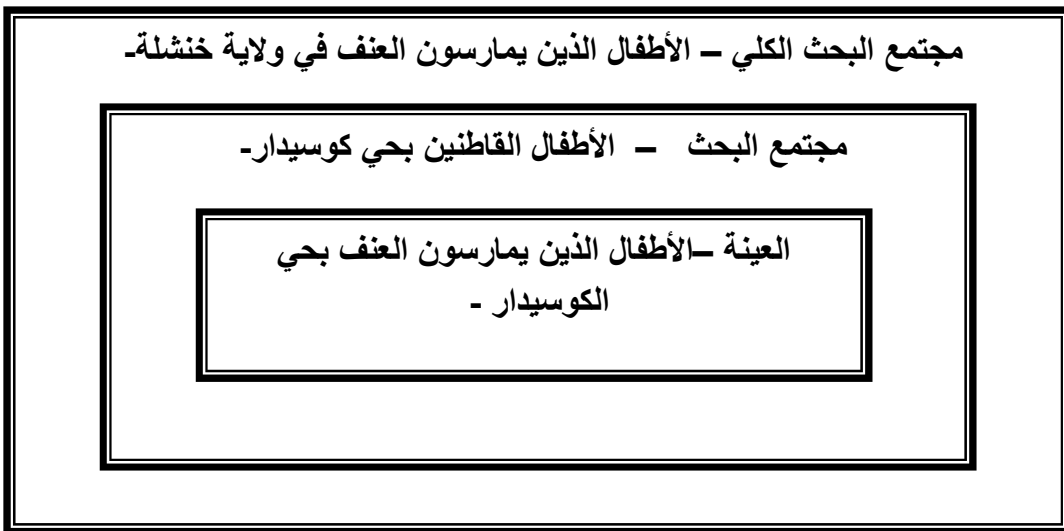 مجتمع البحث الكلي – الأطفال الذين يمارسون العنف في ولاية خنشلة-
مجتمع البحث – الأطفال القاطنين بحي كوسيدار-
العينة –الأطفال الذين يمارسون العنف بحي
الكوسيدار -